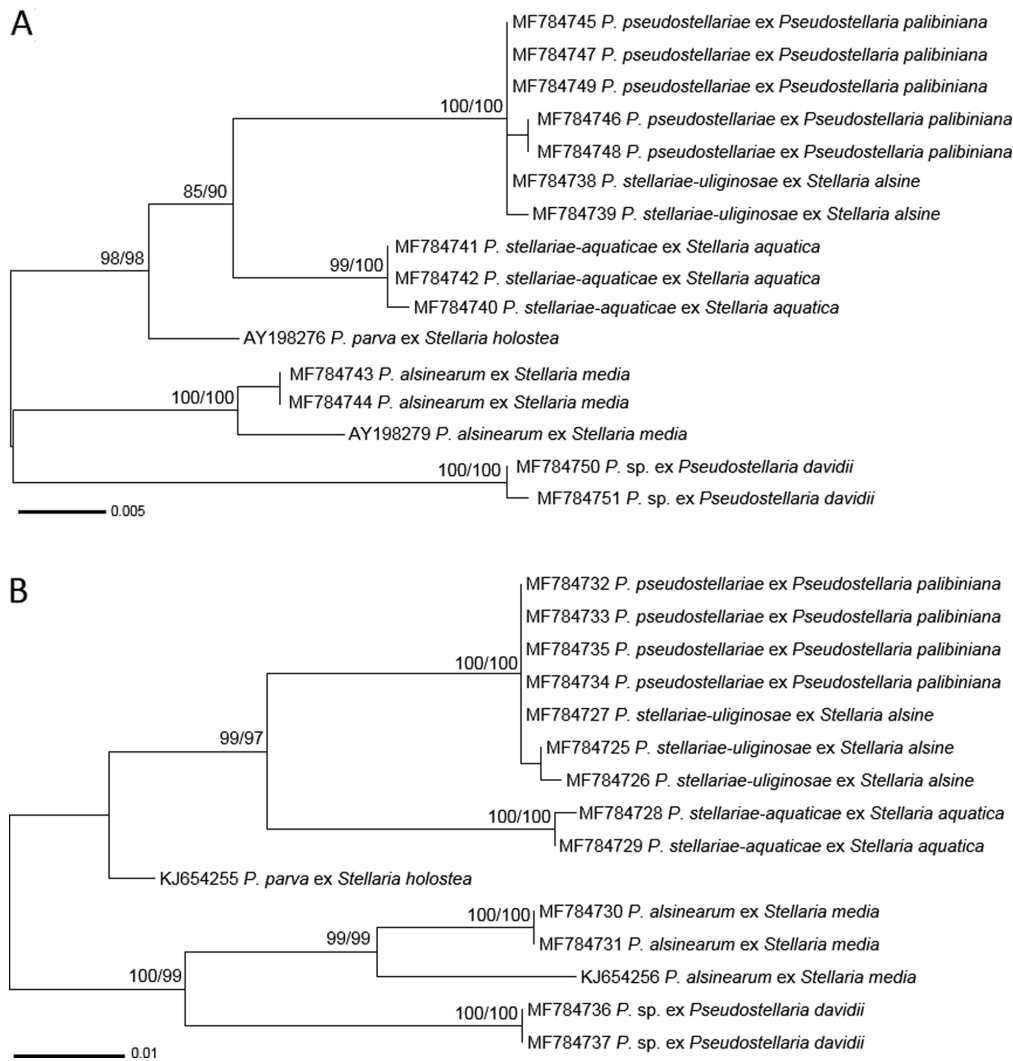 A
MF784745 P. pseudostellariae ex Pseudostellaria palibiniana
MF784747 P. pseudostellariae ex Pseudostellaria palibiniana
MF784749 P. pseudostellariae ex Pseudostellaria palibiniana
100/100
MF784746 P. pseudostellariae ex Pseudostellaria palibiniana
MF784748 P. pseudostellariae ex Pseudostellaria palibiniana
MF784738 P. stellariae-uliginosae ex Stellaria alsine
85/90
MF784739 P. stellariae-uliginosae ex Stellaria alsine
MF784741 P. stellariae-aquaticae ex Stellaria aquatica
98/98
99/100
MF784742 P. stellariae-aquaticae ex Stellaria aquatica
MF784740 P. stellariae-aquaticae ex Stellaria aquatica
AY198276 P. parva ex Stellaria holostea
MF784743 P. alsinearum ex Stellaria media
100/100
MF784744 P. alsinearum ex Stellaria media
AY198279 P. alsinearum ex Stellaria media
100/100
MF784750 P. sp. ex Pseudostellaria davidii
MF784751 P. sp. ex Pseudostellaria davidii
0.005
B
MF784732 P. pseudostellariae ex Pseudostellaria palibiniana
MF784733 P. pseudostellariae ex Pseudostellaria palibiniana
MF784735 P. pseudostellariae ex Pseudostellaria palibiniana
100/100
MF784734 P. pseudostellariae ex Pseudostellaria palibiniana
MF784727 P. stellariae-uliginosae ex Stellaria alsine
99/97
MF784725 P. stellariae-uliginosae ex Stellaria alsine
MF784726 P. stellariae-uliginosae ex Stellaria alsine
100/100
MF784728 P. stellariae-aquaticae ex Stellaria aquatica
MF784729 P. stellariae-aquaticae ex Stellaria aquatica
KJ654255 P. parva ex Stellaria holostea
100/100
MF784730 P. alsinearum ex Stellaria media
99/99
MF784731 P. alsinearum ex Stellaria media
100/99
KJ654256 P. alsinearum ex Stellaria media
100/100
MF784736 P. sp. ex Pseudostellaria davidii
MF784737 P. sp. ex Pseudostellaria davidii
0.01